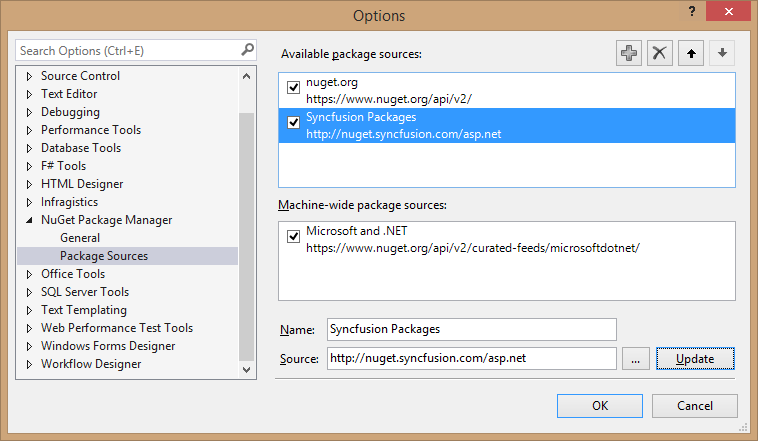 Options
?
Search Options (Ctrl+E)
Source Control
Text Editor
Debugging
Performance Tools
Database Tools
F# Tools
HTML Designer
Infragistics
NuGet Package Manager
General
Package Sources
Office Tools
SQL Server Tools
Text Templating
Web Performance Test Tools
Windows Forms Designer
Workflow Designer
Available package sources:
nuget.org
https://www.nuget.org/api/v2/
Syncfusion Packages
http://nuget.syncfusion.com/asp.net
Machine-wide package sources:
Microsoft and .NET
https://www.nuget.org/api/v2/curated-feeds/microsoftdotnet/
Name: Syncfusion Packages
Source: http://nuget.syncfusion.com/asp.net ... Update
OK Cancel